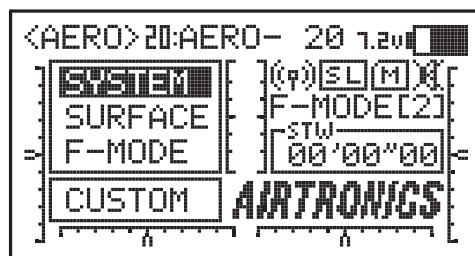 <AERO>20:AERO- 20 7.2v
SYSTEM
SURFACE
F-MODE
CUSTOM
SL M
F-MODE[2]
STW
00'00"00
AIRTRONICS